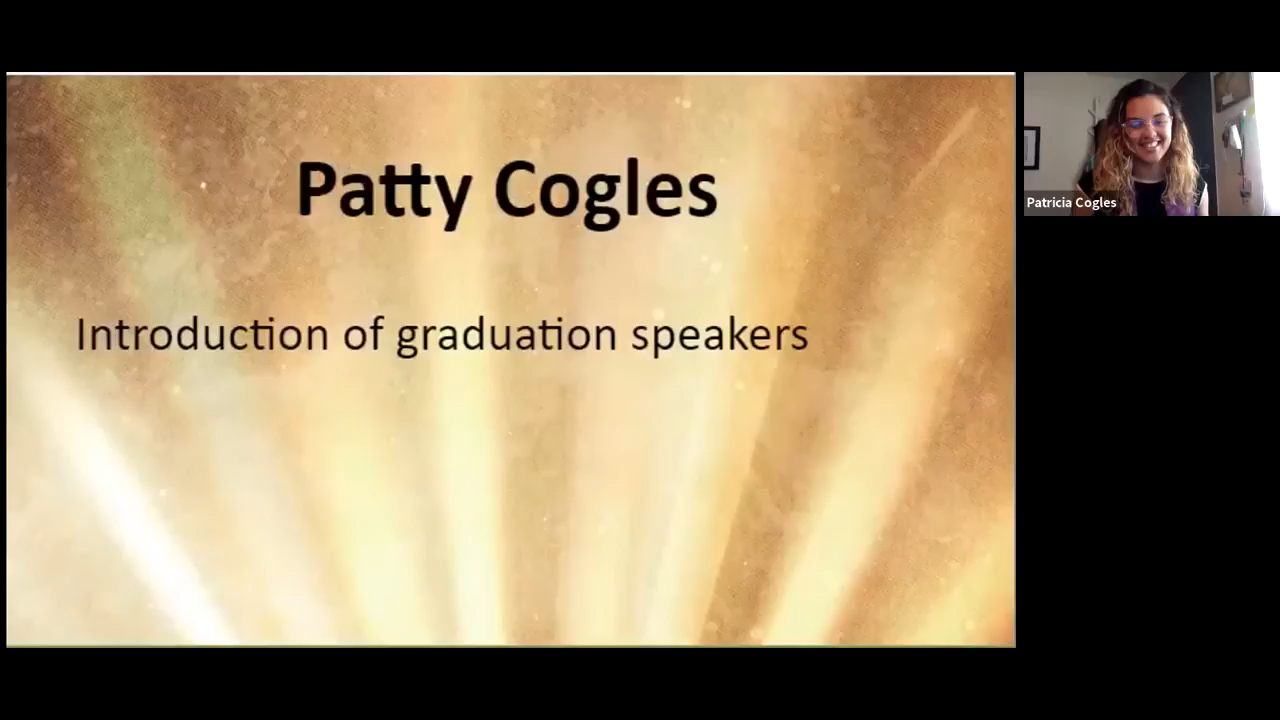 Patty Cogles
Introduction of graduation speakers
Patricia Cogles